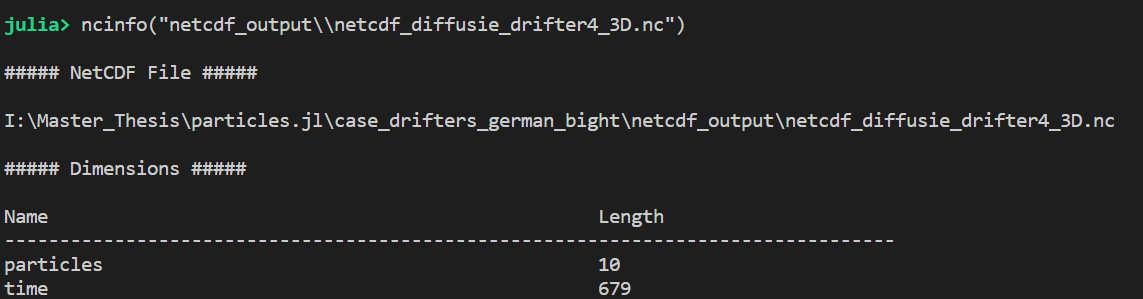 julia> ncinfo("netcdf_output\\netcdf_diffusie_drifter4_3D.nc")
##### NetCDF File #####
I:\Master_Thesis\particles.jl\case_drifters_german_bight\netcdf_output\netcdf_diffusie_drifter4_3D.nc
##### Dimensions #####
Name Length
---------------------------------------------------------------------------------
particles 10
time 679